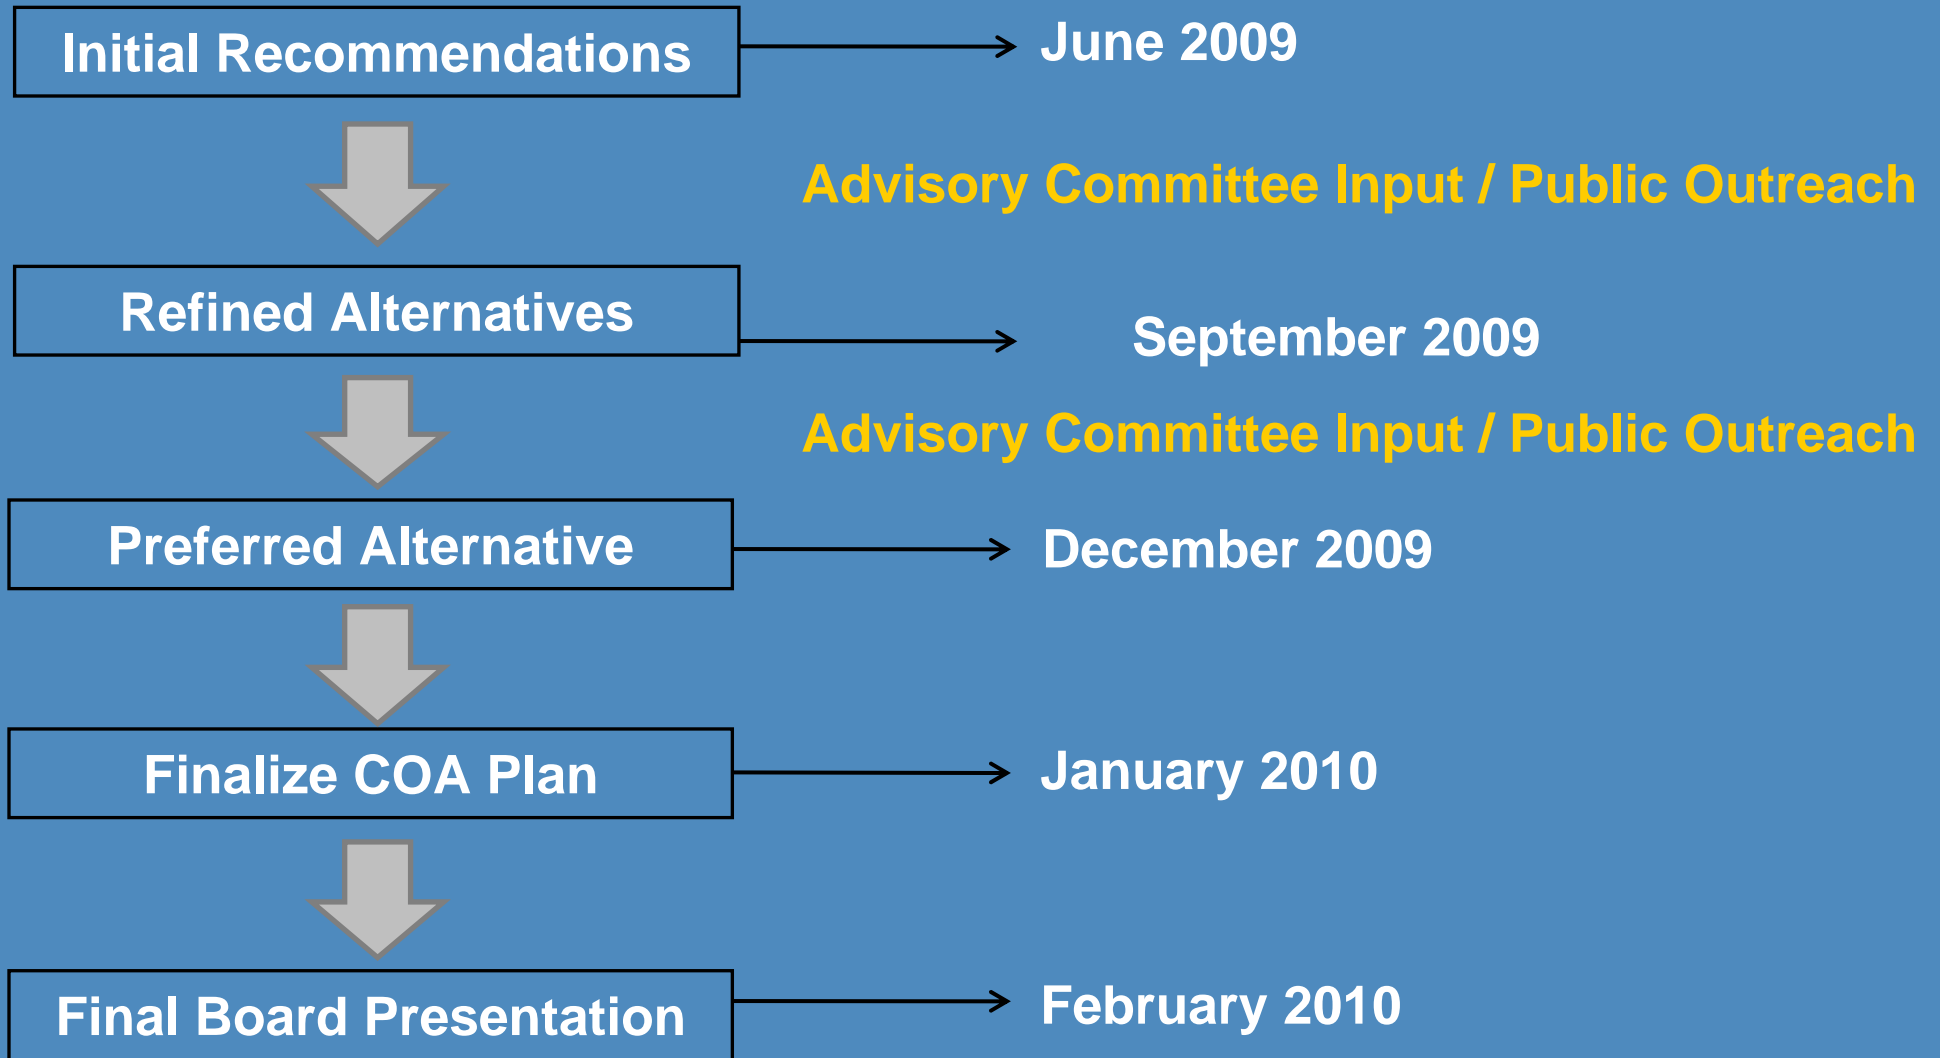 Initial Recommendations
June 2009
Advisory Committee Input / Public Outreach
Refined Alternatives
September 2009
Advisory Committee Input / Public Outreach
Preferred Alternative
December 2009
Finalize COA Plan
January 2010
Final Board Presentation
February 2010